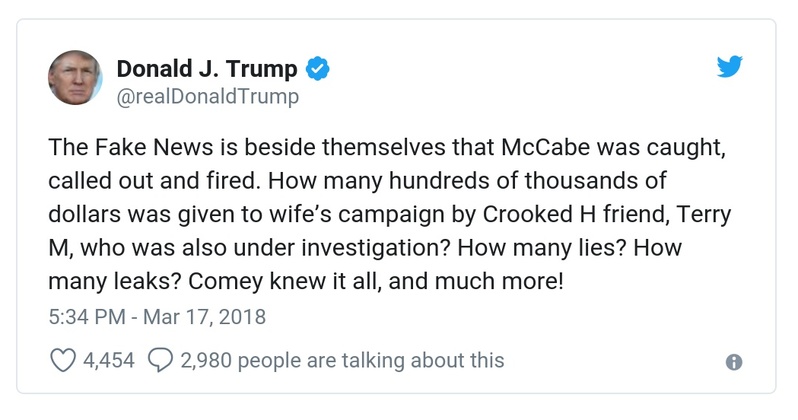 Donald J. Trump
@realDonaldTrump
The Fake News is beside themselves that McCabe was caught,
called out and fired. How many hundreds of thousands of
dollars was given to wife’s campaign by Crooked H friend, Terry
M, who was also under investigation? How many lies? How
many leaks? Comey knew it all, and much more!
5:34 PM - Mar 17, 2018
4,454 2,980 people are talking about this